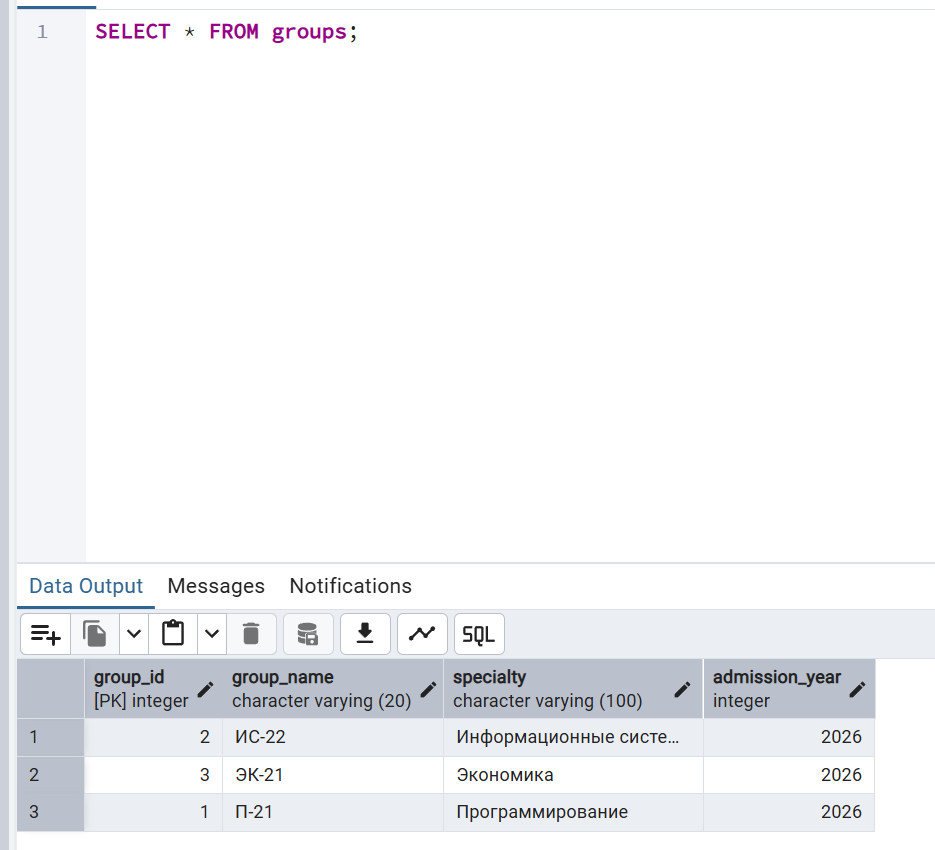 1 SELECT * FROM groups;
Data Output Messages Notifications
SQL
group_id group_name specialty admission_year
[PK] integer character varying (20) character varying (100) integer
1 2 ИС-22 Информационные систе... 2026
2 3 ЭК-21 Экономика 2026
3 1 П-21 Программирование 2026